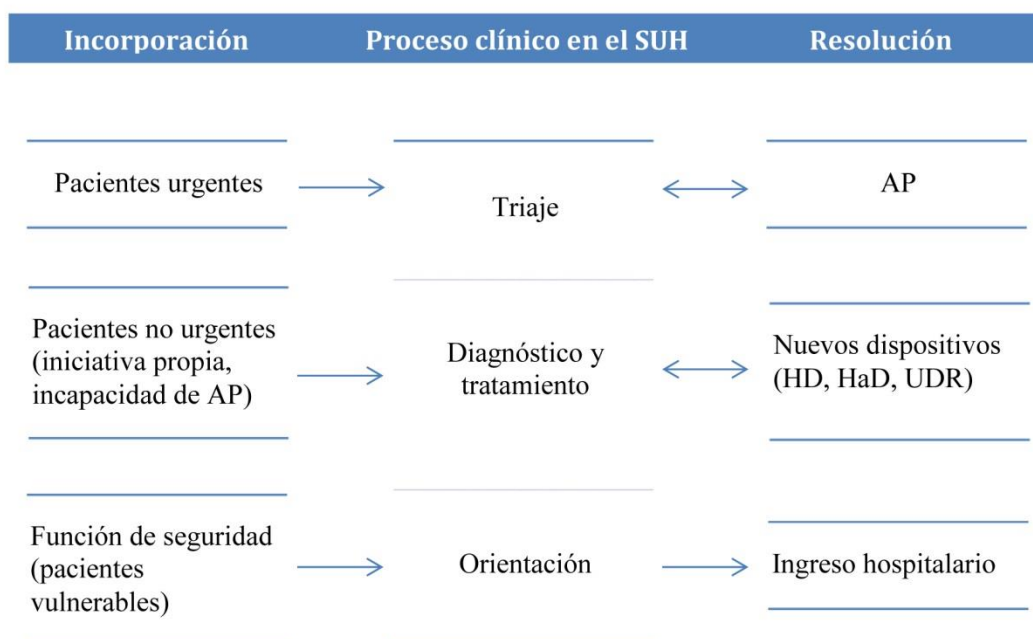 Incorporación
Proceso clínico en el SUH
Resolución
Pacientes urgentes
Triaje
AP
Pacientes no urgentes
(iniciativa propia,
incapacidad de AP)
Diagnóstico y
tratamiento
Nuevos dispositivos
(HD, HaD, UDR)
Función de seguridad
(pacientes
vulnerables)
Orientación
Ingreso hospitalario